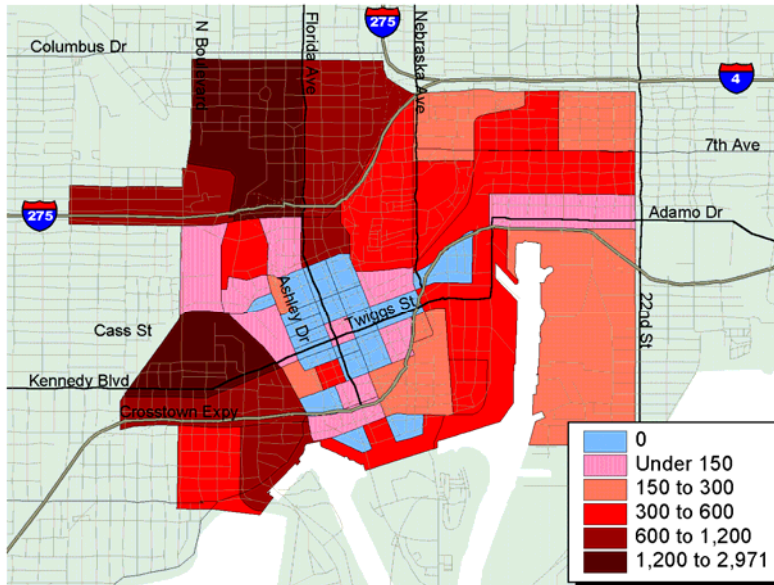 275
Columbus Dr
N Boulevard
Florida Ave
Nebraska Ave
4
7th Ave
275
Adamo Dr
Ashley Dr
Twiggs St
22nd St
Cass St
Kennedy Blvd
Crosstown Expy
0
Under 150
150 to 300
300 to 600
600 to 1,200
1,200 to 2,971